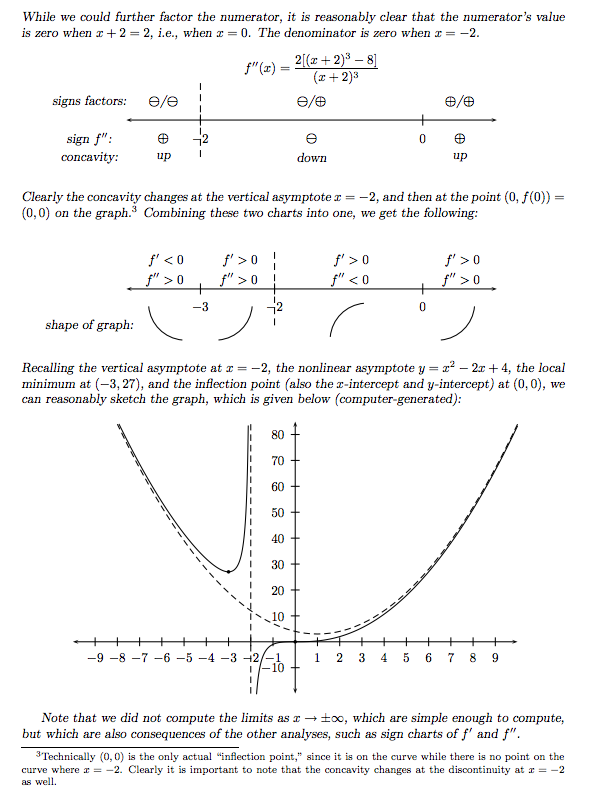 While we could further factor the numerator, it is reasonably clear that the numerator's value
is zero when x + 2 = 2, i.e., when x = 0. The denominator is zero when x = −2.
f″(x) = 2[(x + 2)³ − 8] / (x + 2)³
signs factors: ⊖/⊖ ⊖/⊕ ⊕/⊕
sign f″: ⊕ −2 ⊖ 0 ⊕
concavity: up down up
Clearly the concavity changes at the vertical asymptote x = −2, and then at the point (0, f(0)) =
(0, 0) on the graph.³ Combining these two charts into one, we get the following:
f′ < 0 f′ > 0 f′ > 0 f′ > 0
f″ > 0 f″ > 0 f″ < 0 f″ > 0
−3 −2 0
shape of graph:
Recalling the vertical asymptote at x = −2, the nonlinear asymptote y = x² − 2x + 4, the local
minimum at (−3, 27), and the inflection point (also the x-intercept and y-intercept) at (0, 0), we
can reasonably sketch the graph, which is given below (computer-generated):
80
70
60
50
40
30
20
10
−9 −8 −7 −6 −5 −4 −3 −2 −1 1 2 3 4 5 6 7 8 9
−10
Note that we did not compute the limits as x → ±∞, which are simple enough to compute,
but which are also consequences of the other analyses, such as sign charts of f′ and f″.
³Technically (0, 0) is the only actual "inflection point," since it is on the curve while there is no point on the
curve where x = −2. Clearly it is important to note that the concavity changes at the discontinuity at x = −2
as well.